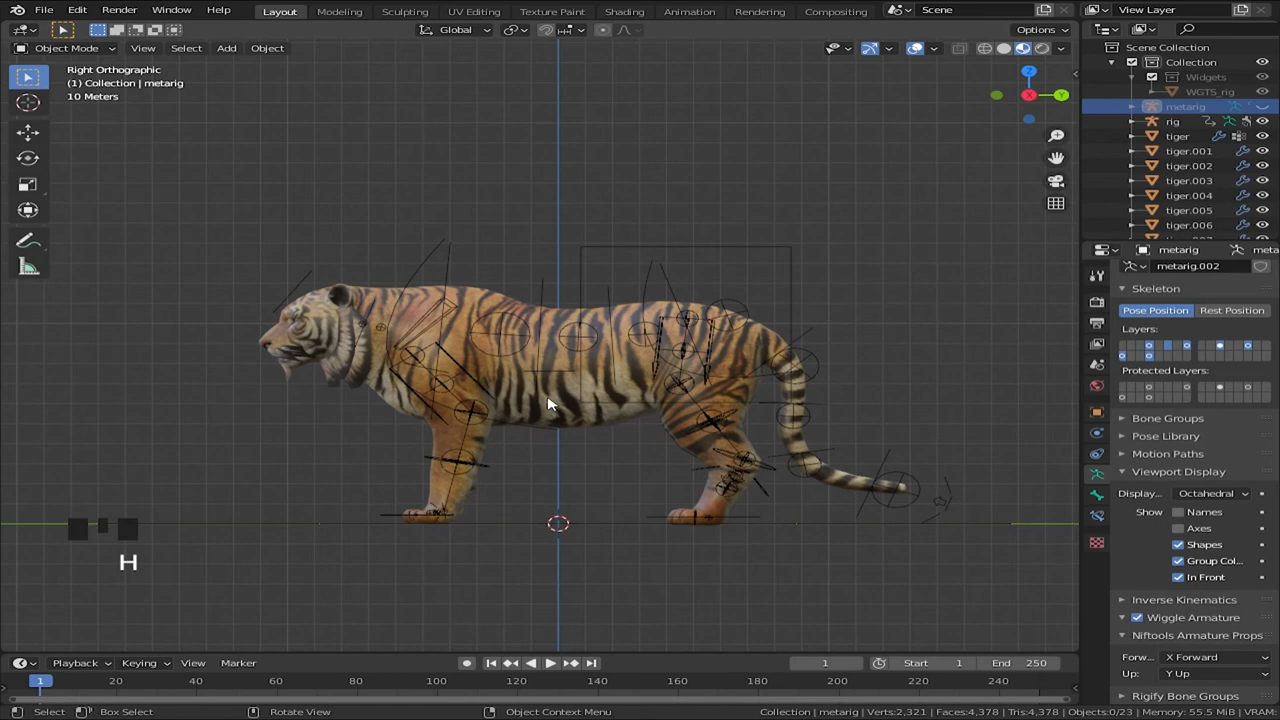 File Edit Render Window Help Layout Modeling Sculpting UV Editing Texture Paint Shading Animation Rendering Compositing Scene View Layer
Global Options
Object Mode View Select Add Object
Right Orthographic
(1) Collection | metarig
10 Meters
Z
X
Y
H
Scene Collection
Collection
Widgets
WGTS_rig
metarig
rig
tiger
tiger.001
tiger.002
tiger.003
tiger.004
tiger.005
tiger.006
metarig
metarig.002
Skeleton
Pose Position Rest Position
Layers:
Protected Layers:
Bone Groups
Pose Library
Motion Paths
Viewport Display
Display... Octahedral
Show Names
Axes
Shapes
Group Col...
In Front
Inverse Kinematics
Wiggle Armature
Niftools Armature Props
Forw... X Forward
Up: Y Up
Rigify Bone Groups
Playback Keying View Marker 1 Start 1 End 250
1 20 40 60 80 100 120 140 160 180 200 220 240
Select Box Select Rotate View Object Context Menu Collection | metarig | Verts:2,321 | Faces:4,378 | Tris:4,378 | Objects:0/23 | Memory: 55.5 MiB | VRAM: